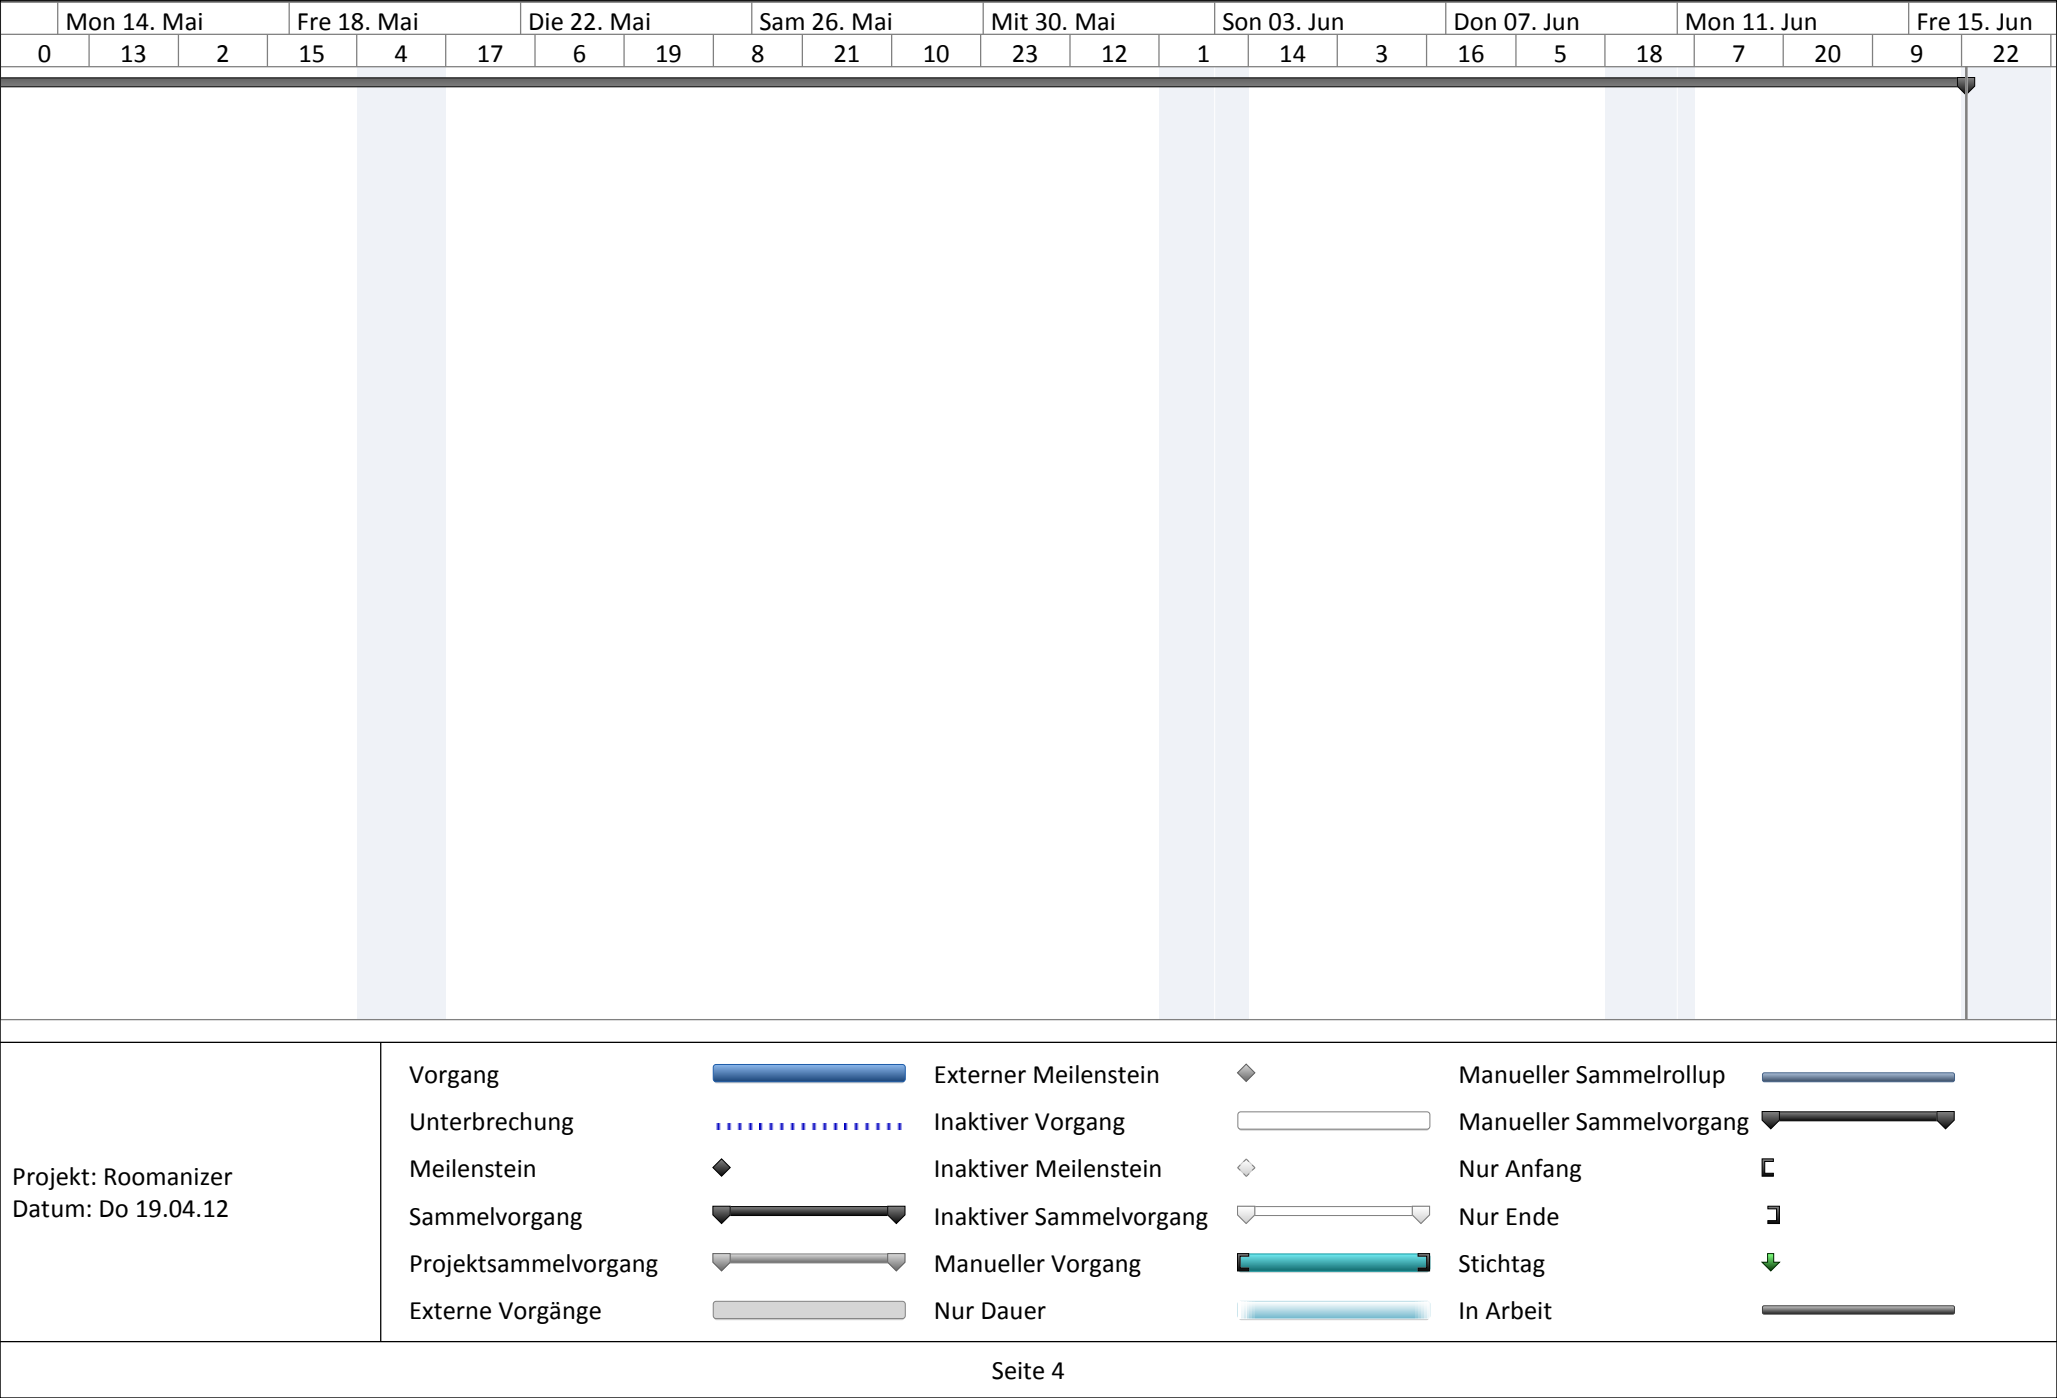 Mon 14. Mai Fre 18. Mai Die 22. Mai Sam 26. Mai Mit 30. Mai Son 03. Jun Don 07. Jun Mon 11. Jun Fre 15. Jun
0 13 2 15 4 17 6 19 8 21 10 23 12 1 14 3 16 5 18 7 20 9 22
Projekt: Roomanizer
Datum: Do 19.04.12
Vorgang
Unterbrechung
Meilenstein
Sammelvorgang
Projektsammelvorgang
Externe Vorgänge
Externer Meilenstein
Inaktiver Vorgang
Inaktiver Meilenstein
Inaktiver Sammelvorgang
Manueller Vorgang
Nur Dauer
Manueller Sammelrollup
Manueller Sammelvorgang
Nur Anfang
Nur Ende
Stichtag
In Arbeit
Seite 4